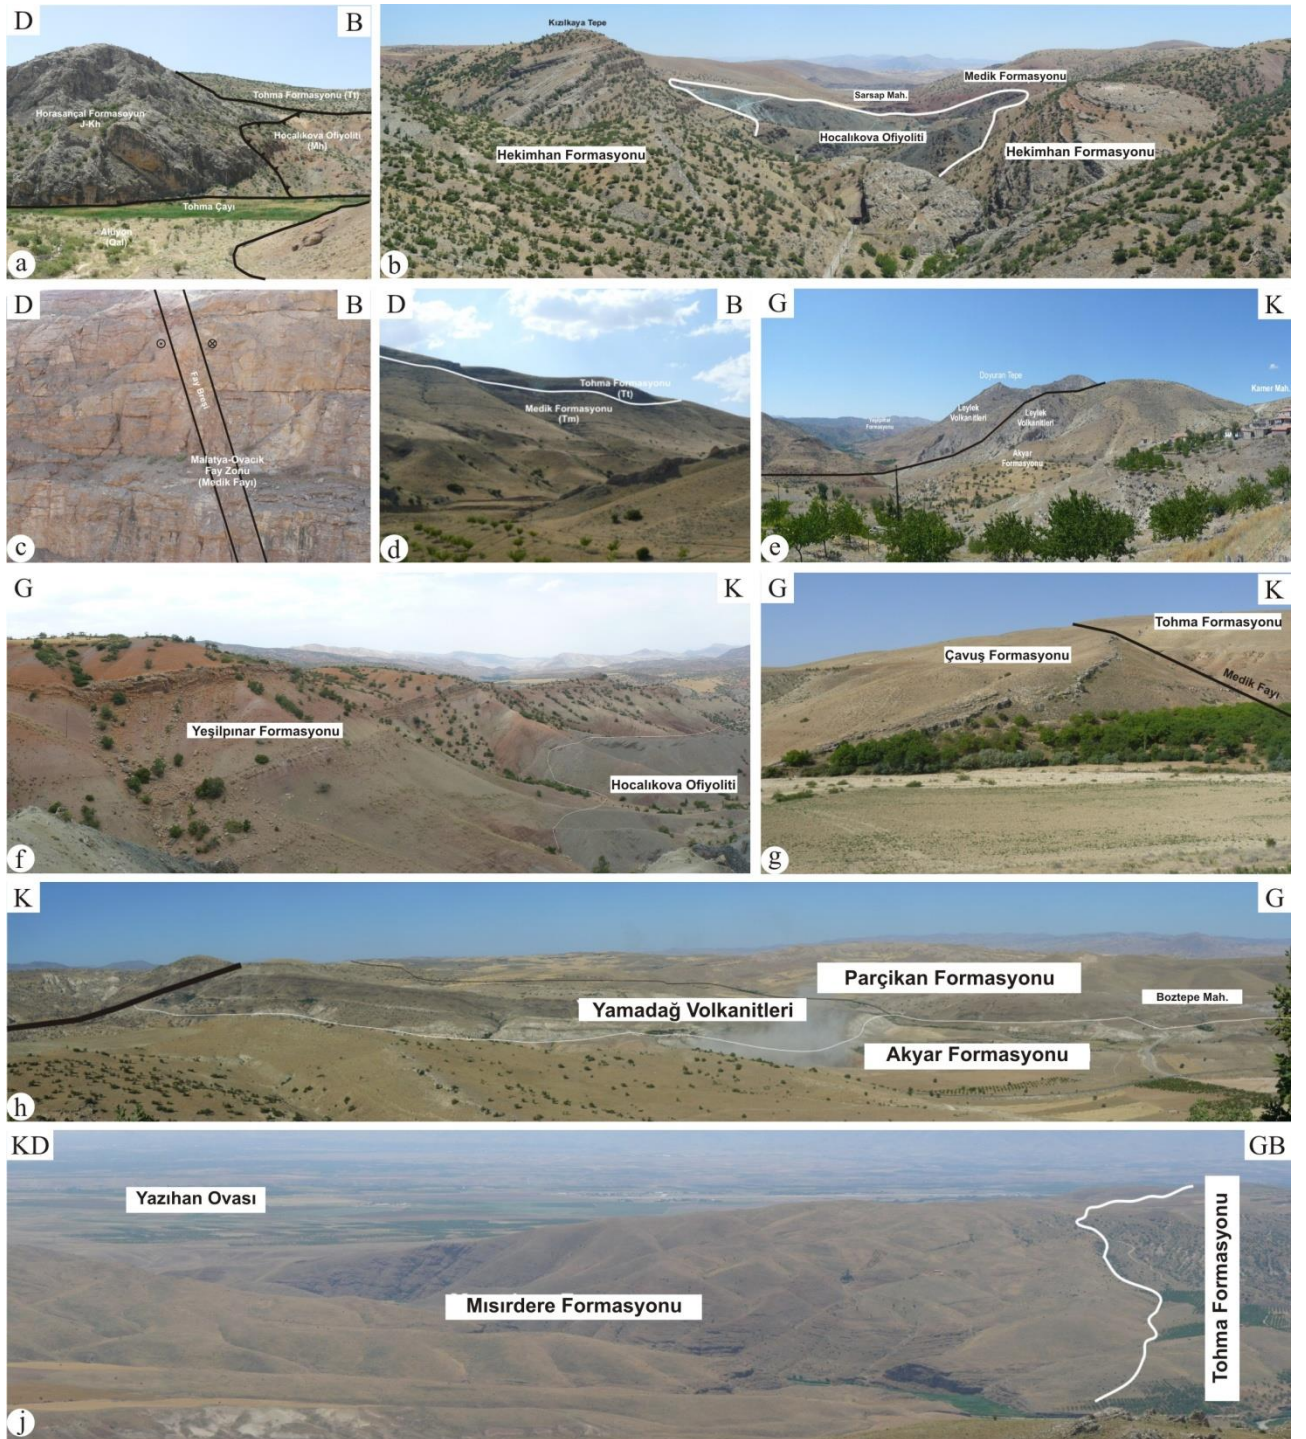 D
B
Tohma Formasyonu (Tt)
Horasançal Formasyonun
J-Kh
Hocalıkova Ofiyoliti
(Mh)
Tohma Çayı
Alüvyon
(Qal)
a
Kızılkaya Tepe
Medik Formasyonu
Sarsap Mah.
Hocalıkova Ofiyoliti
Hekimhan Formasyonu
Hekimhan Formasyonu
b
D
B
Fay Breşi
Malatya-Ovacık
Fay Zonu
(Medik Fayı)
c
D
B
Tohma Formasyonu
(Tt)
Medik Formasyonu
(Tm)
d
G
K
Doyuran Tepe
Kamer Mah.
Leylek
Volkanitleri
Yeşilpınar
Formasyonu
Leylek
Volkanitleri
Akyar
Formasyonu
e
G
K
Yeşilpınar Formasyonu
Hocalıkova Ofiyoliti
f
G
K
Tohma Formasyonu
Çavuş Formasyonu
Medik Fayı
g
K
G
Parçikan Formasyonu
Boztepe Mah.
Yamadağ Volkanitleri
Akyar Formasyonu
h
KD
GB
Yazıhan Ovası
Mısırdere Formasyonu
Tohma Formasyonu
j